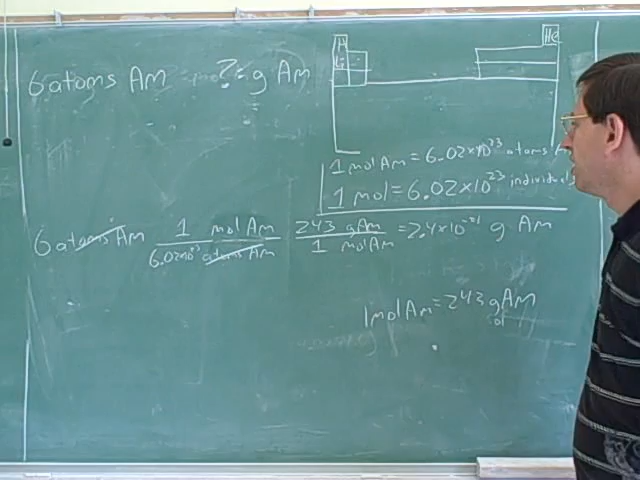 6 atoms Am = ? g Am
H
Li
He
1 mol Am = 6.02×10²³ atoms
1 mol = 6.02×10²³ individuals
6 atoms Am 1 mol Am / 6.02×10²³ atoms Am 243 g Am / 1 mol Am = 2.4×10⁻²¹ g Am
1 mol Am = 243 g Am